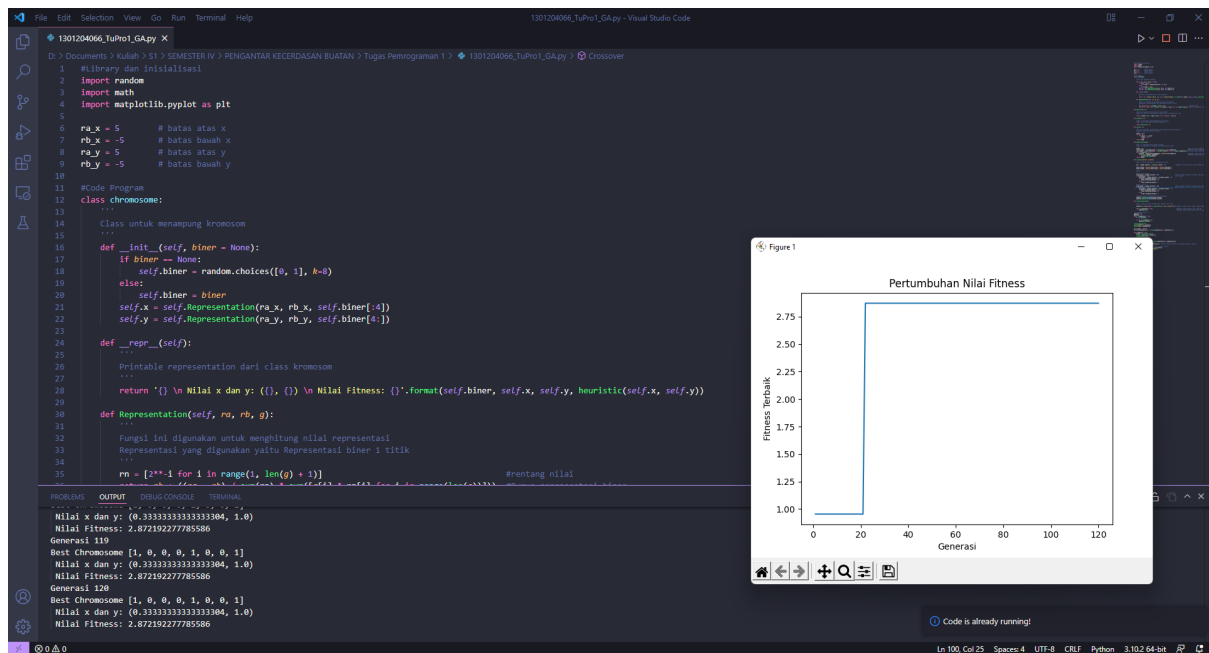 File Edit Selection View Go Run Terminal Help
1301204066_TuPro1_GA.py - Visual Studio Code
1301204066_TuPro1_GA.py
D: > Documents > Kuliah > S1 > SEMESTER IV > PENGANTAR KECERDASAN BUATAN > Tugas Pemrograman 1 > 1301204066_TuPro1_GA.py > Crossover
1 #Library dan inisialisasi
2 import random
3 import math
4 import matplotlib.pyplot as plt
5
6 ra_x = 5 # batas atas x
7 rb_x = -5 # batas bawah x
8 ra_y = 5 # batas atas y
9 rb_y = -5 # batas bawah y
10
11 #Code Program
12 class chromosome:
13 '''
14 Class untuk menampung kromosom
15 '''
16 def __init__(self, biner = None):
17 if biner == None:
18 self.biner = random.choices([0, 1], k=8)
19 else:
20 self.biner = biner
21 self.x = self.Representation(ra_x, rb_x, self.biner[:4])
22 self.y = self.Representation(ra_y, rb_y, self.biner[4:])
23
24 def __repr__(self):
25 '''
26 Printable representation dari class kromosom
27 '''
28 return '{} \n Nilai x dan y: ({}, {}) \n Nilai Fitness: {}'.format(self.biner, self.x, self.y, heuristic(self.x, self.y))
29
30 def Representation(self, ra, rb, g):
31 '''
32 Fungsi ini digunakan untuk menghitung nilai representasi
33 Representasi yang digunakan yaitu Representasi biner 1 titik
34 '''
35 rn = [2**-i for i in range(1, len(g) + 1)] #rentang nilai
PROBLEMS OUTPUT DEBUG CONSOLE TERMINAL
Nilai x dan y: (0.33333333333333304, 1.0)
Nilai Fitness: 2.872192277785586
Generasi 119
Best Chromosome [1, 0, 0, 0, 1, 0, 0, 1]
Nilai x dan y: (0.33333333333333304, 1.0)
Nilai Fitness: 2.872192277785586
Generasi 120
Best Chromosome [1, 0, 0, 0, 1, 0, 0, 1]
Nilai x dan y: (0.33333333333333304, 1.0)
Nilai Fitness: 2.872192277785586
Figure 1
Pertumbuhan Nilai Fitness
Fitness Terbaik
2.75
2.50
2.25
2.00
1.75
1.50
1.25
1.00
0 20 40 60 80 100 120
Generasi
Code is already running!
0 0
Ln 100, Col 25 Spaces: 4 UTF-8 CRLF Python 3.10.2 64-bit